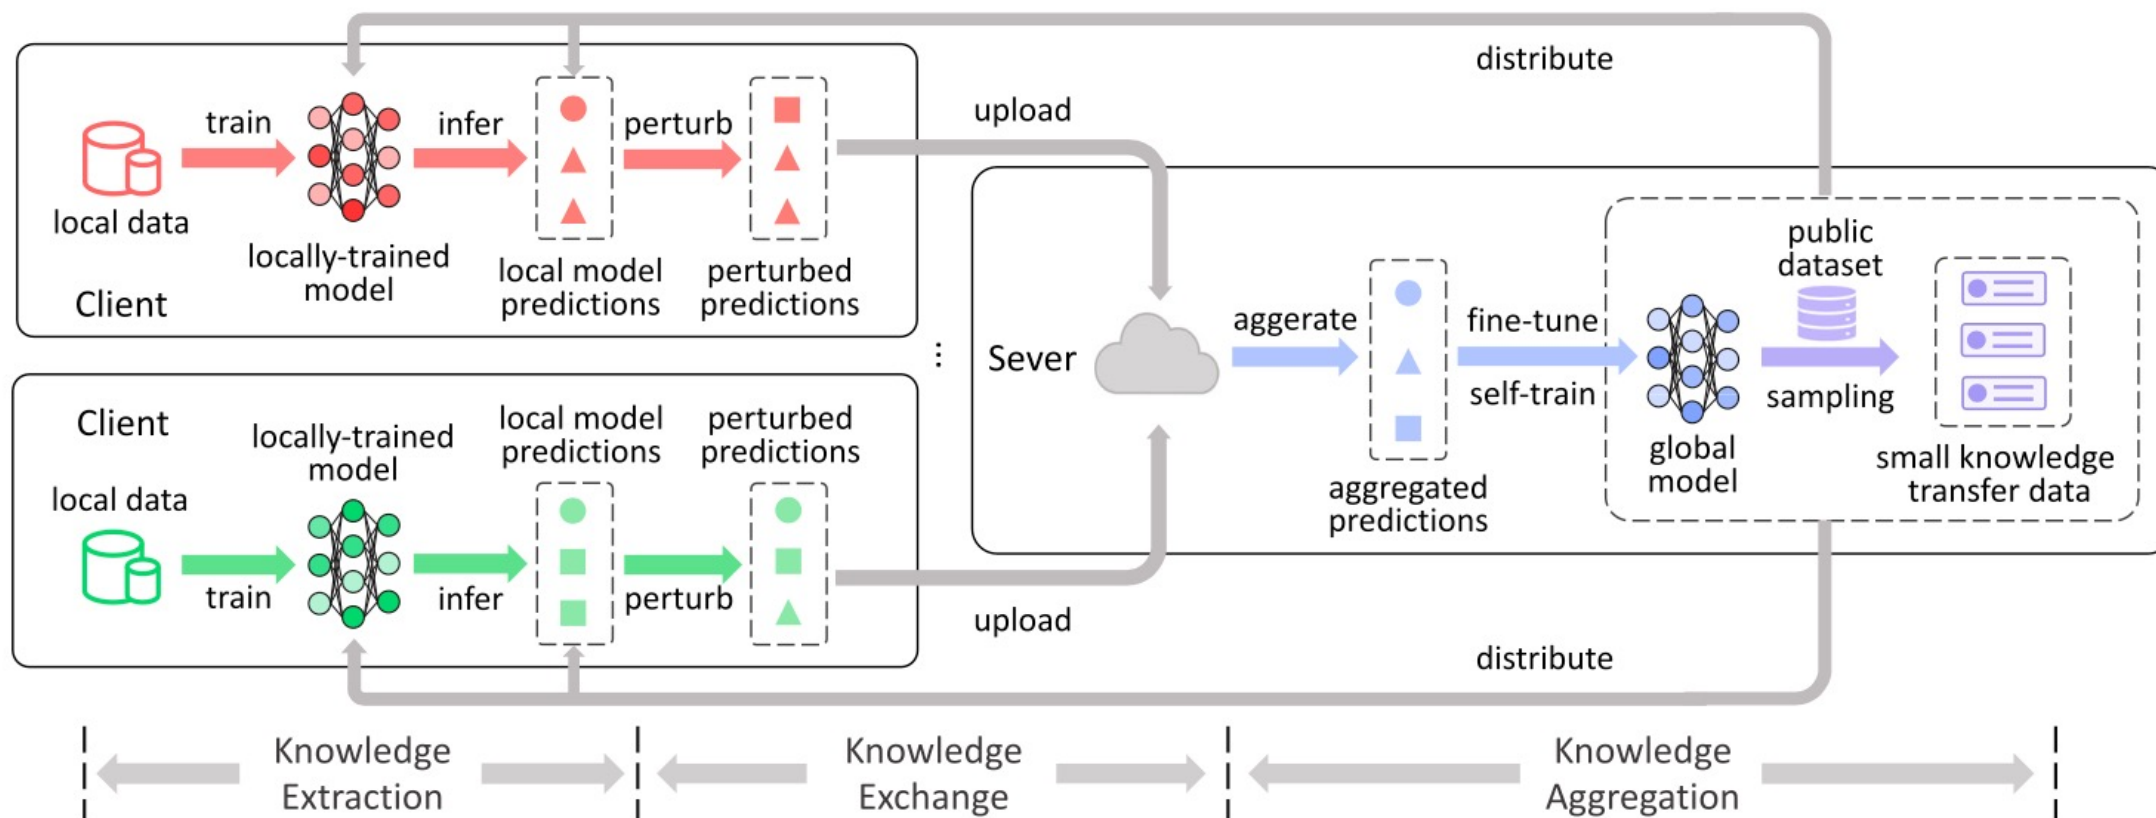 distribute
train
infer
perturb
upload
local data
locally-trained
model
local model
predictions
perturbed
predictions
Client
public
dataset
Sever
aggerate
fine-tune
self-train
sampling
global
model
small knowledge
transfer data
aggregated
predictions
Client
locally-trained
model
local model
predictions
perturbed
predictions
local data
train
infer
perturb
upload
distribute
Knowledge
Extraction
Knowledge
Exchange
Knowledge
Aggregation